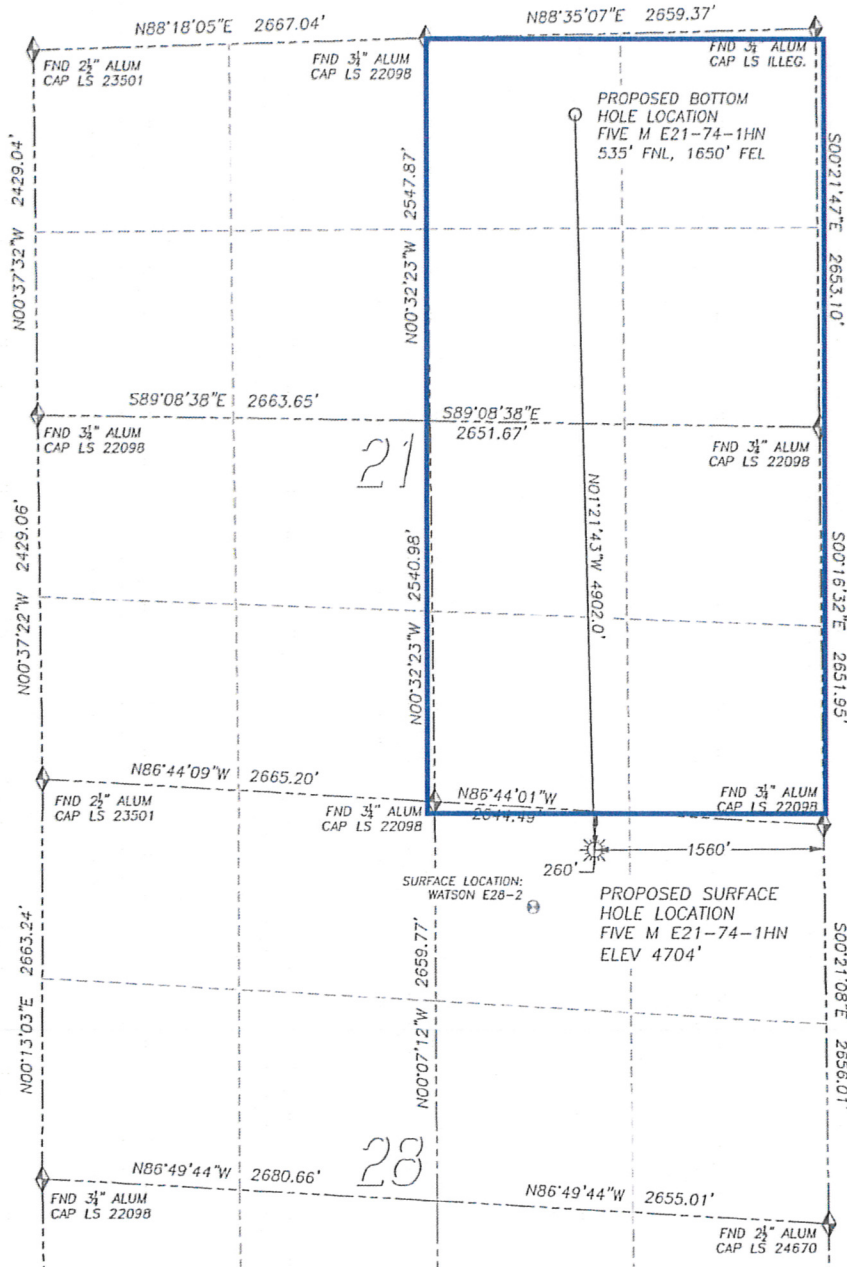 N88°18'05"E 2667.04'
N88°35'07"E 2659.37'
FND 2½" ALUM
CAP LS 23501
FND 3¼" ALUM
CAP LS 22098
FND 3¼" ALUM
CAP LS ILLEG.
PROPOSED BOTTOM
HOLE LOCATION
FIVE M E21-74-1HN
535' FNL, 1650' FEL
N00°37'32"W 2429.04'
N00°32'23"W 2547.87'
S00°21'47"E 2653.10'
S89°08'38"E 2663.65'
S89°08'38"E
2651.67'
FND 3¼" ALUM
CAP LS 22098
FND 3¼" ALUM
CAP LS 22098
21
N01°21'43"W 4902.0'
N00°37'22"W 2429.06'
N00°32'23"W 2540.98'
S00°16'32"E 2651.95'
N86°44'09"W 2665.20'
N86°44'01"W
2644.49'
FND 2½" ALUM
CAP LS 23501
FND 3¼" ALUM
CAP LS 22098
FND 3¼" ALUM
CAP LS 22098
1560'
260'
SURFACE LOCATION:
WATSON E28-2
PROPOSED SURFACE
HOLE LOCATION
FIVE M E21-74-1HN
ELEV 4704'
N00°13'03"E 2663.24'
N00°07'12"W 2659.77'
S00°21'08"E 2656.01'
28
N86°49'44"W 2680.66'
N86°49'44"W 2655.01'
FND 3¼" ALUM
CAP LS 22098
FND 2½" ALUM
CAP LS 24670